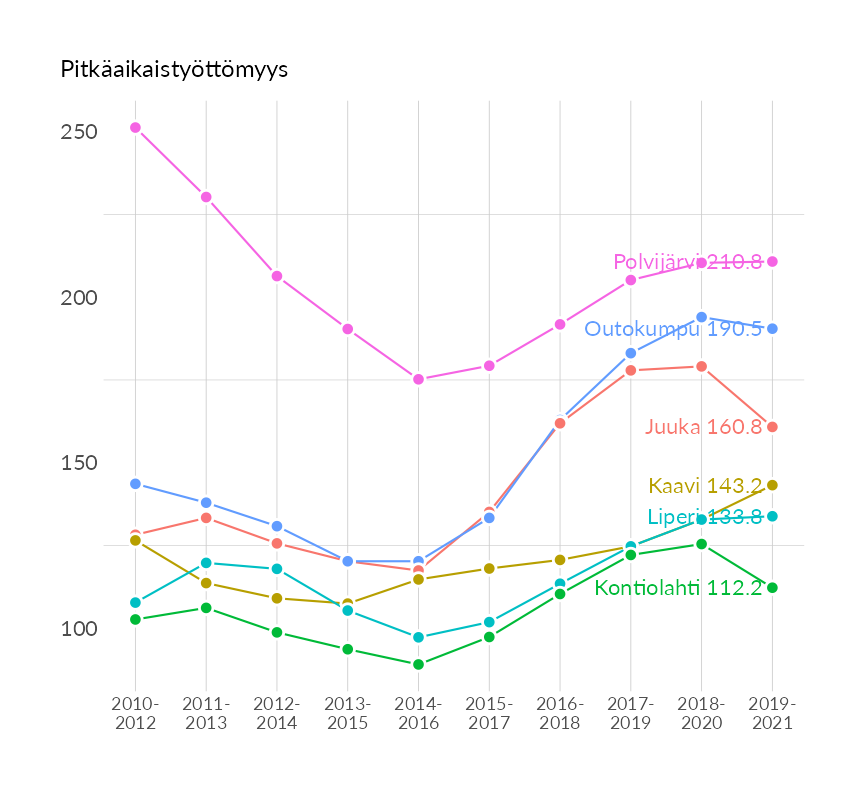 Pitkäaikaistyöttömyys
250
200
150
100
Polvijärvi 210.8
Outokumpu 190.5
Juuka 160.8
Kaavi 143.2
Liperi 133.8
Kontiolahti 112.2
2010- 2011- 2012- 2013- 2014- 2015- 2016- 2017- 2018- 2019-
2012 2013 2014 2015 2016 2017 2018 2019 2020 2021